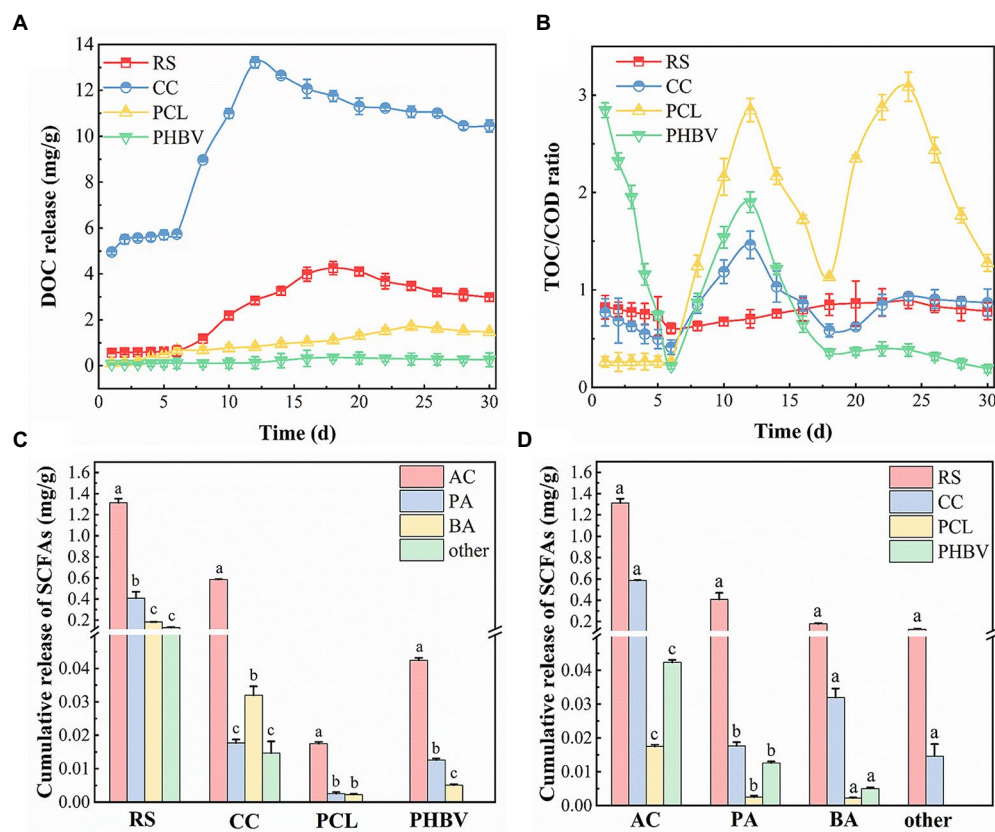 A
DOC release (mg/g)
14
12
10
8
6
4
2
0
RS
CC
PCL
PHBV
0 5 10 15 20 25 30
Time (d)
B
TOC/COD ratio
3
2
1
0
RS
CC
PCL
PHBV
0 5 10 15 20 25 30
Time (d)
C
Cumulative release of SCFAs (mg/g)
1.6
1.4
1.2
1.0
0.8
0.6
0.4
0.2
0.04
0.03
0.02
0.01
0.00
AC
PA
BA
other
a b c c
a c b c
a b b
a b c
RS CC PCL PHBV
D
Cumulative release of SCFAs (mg/g)
1.6
1.4
1.2
1.0
0.8
0.6
0.4
0.2
0.04
0.03
0.02
0.01
0.00
RS
CC
PCL
PHBV
a a b c
a b b b
a a a a
a a
AC PA BA other